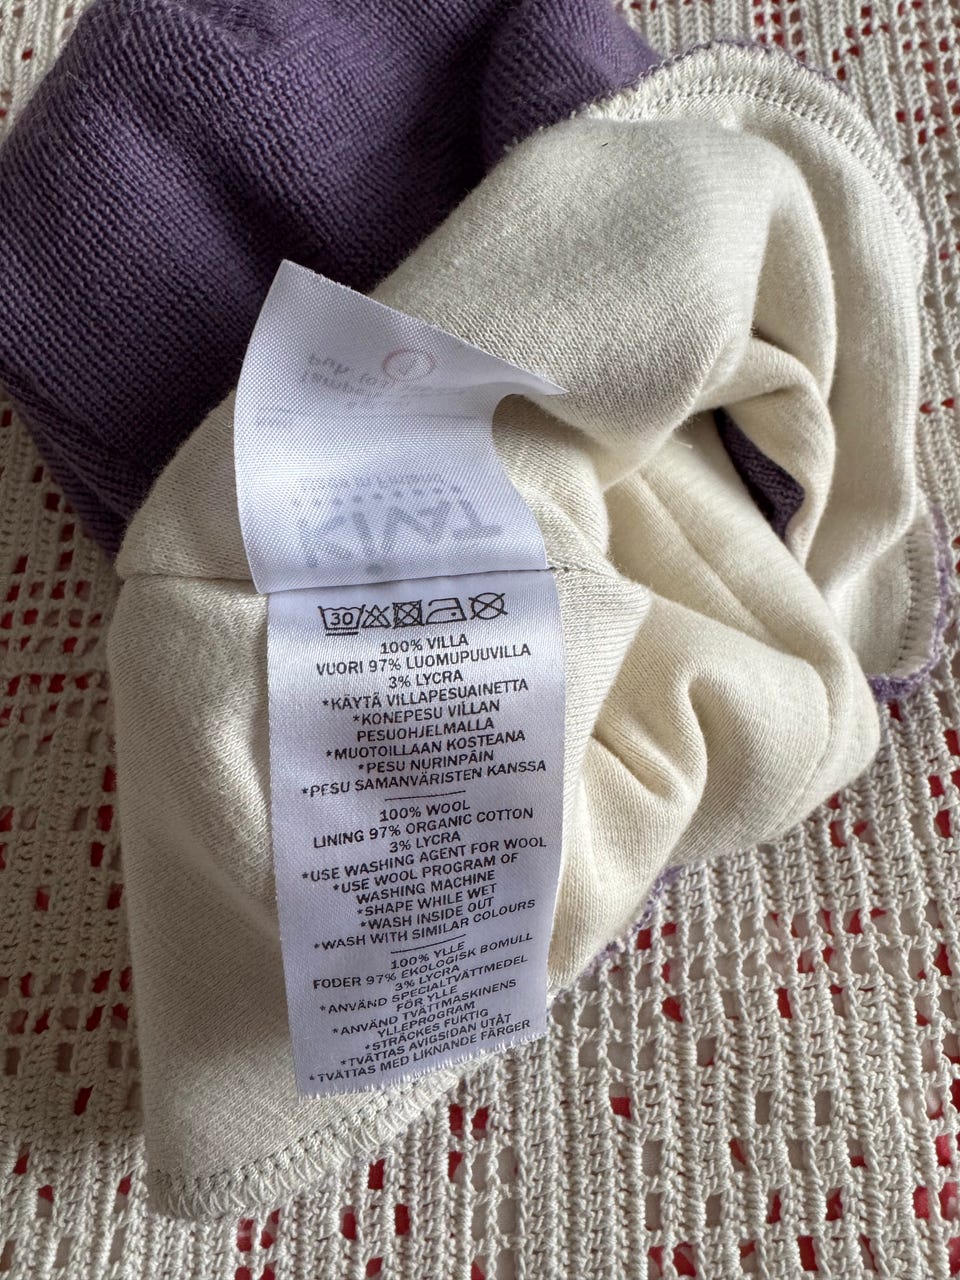 30
100% VILLA
VUORI 97% LUOMUPUUVILLA
3% LYCRA
*KÄYTÄ VILLAPESUAINETTA
*KONEPESU VILLAN
PESUOHJELMALLA
*MUOTOILLAAN KOSTEANA
*PESU NURINPÄIN
*PESU SAMANVÄRISTEN KANSSA
100% WOOL
LINING 97% ORGANIC COTTON
3% LYCRA
*USE WASHING AGENT FOR WOOL
*USE WOOL PROGRAM OF
WASHING MACHINE
*SHAPE WHILE WET
*WASH INSIDE OUT
*WASH WITH SIMILAR COLOURS
100% YLLE
FODER 97% EKOLOGISK BOMULL
3% LYCRA
*ANVÄND SPECIALTVÄTTMEDEL
FÖR YLLE
*ANVÄND TVÄTTMASKINENS
YLLEPROGRAM
*STRÄCKES FUKTIG
*TVÄTTAS AVIGSIDAN UTÅT
*TVÄTTAS MED LIKNANDE FÄRGER